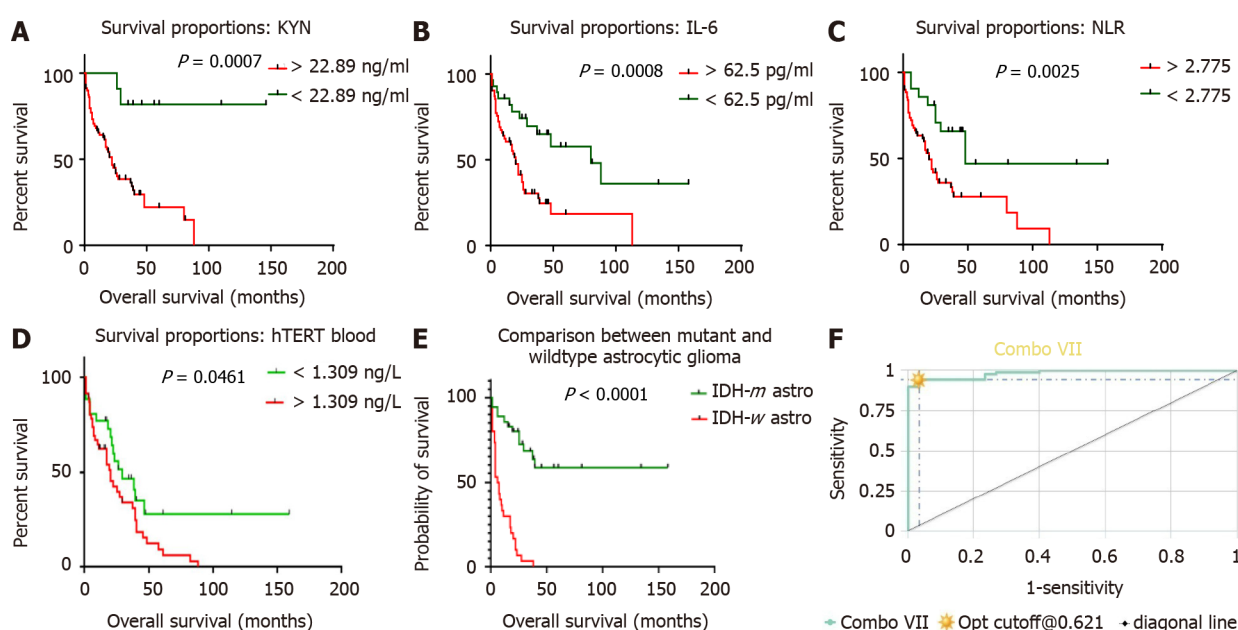 A
Survival proportions: KYN
P = 0.0007
> 22.89 ng/ml
< 22.89 ng/ml
Percent survival
100
50
0
0 50 100 150 200
Overall survival (months)
B
Survival proportions: IL-6
P = 0.0008
> 62.5 pg/ml
< 62.5 pg/ml
Percent survival
100
50
0
0 50 100 150 200
Overall survival (months)
C
Survival proportions: NLR
P = 0.0025
> 2.775
< 2.775
Percent survival
100
50
0
0 50 100 150 200
Overall survival (months)
D
Survival proportions: hTERT blood
P = 0.0461
< 1.309 ng/L
> 1.309 ng/L
Percent survival
100
50
0
0 50 100 150 200
Overall survival (months)
E
Comparison between mutant and
wildtype astrocytic glioma
P < 0.0001
IDH-m astro
IDH-w astro
Probability of survival
100
50
0
0 50 100 150 200
Overall survival (months)
F
Combo VII
Sensitivity
1
0.75
0.5
0.25
0
0 0.2 0.4 0.6 0.8 1
1-sensitivity
Combo VII Opt cutoff@0.621 diagonal line